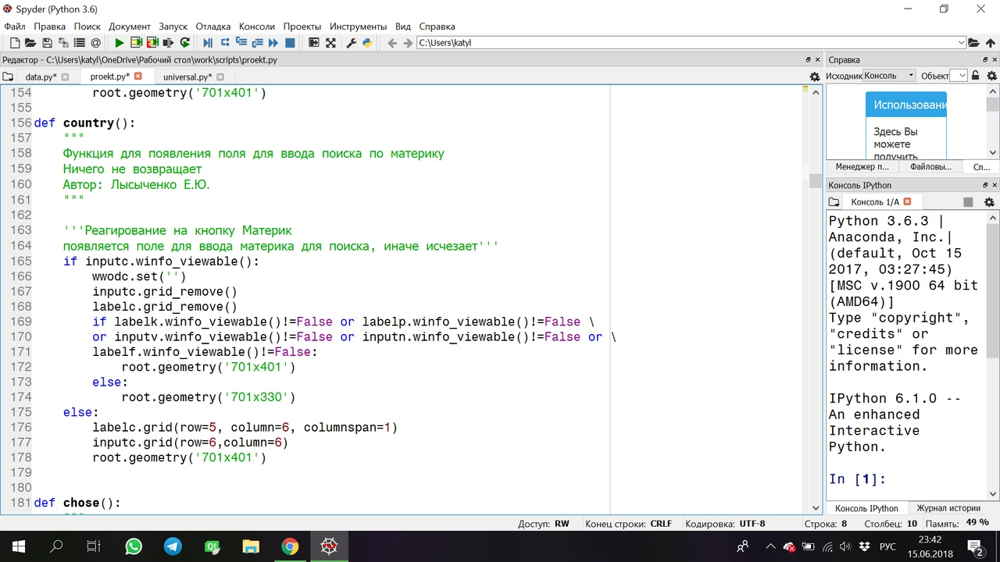 Spyder (Python 3.6)
Файл Правка Поиск Документ Запуск Отладка Консоли Проекты Инструменты Вид Справка
C:\Users\katyl
Редактор - C:\Users\katyl\OneDrive\Рабочий стол\work\scripts\proekt.py
data.py* proekt.py* universal.py*
154 root.geometry('701x401')
155
156 def country():
157 """
158 Функция для появления поля для ввода поиска по материку
159 Ничего не возвращает
160 Автор: Лысыченко Е.Ю.
161 """
162
163 '''Реагирование на кнопку Материк
164 появляется поле для ввода материка для поиска, иначе исчезает'''
165 if inputc.winfo_viewable():
166 wwodc.set('')
167 inputc.grid_remove()
168 labelc.grid_remove()
169 if labelk.winfo_viewable()!=False or labelp.winfo_viewable()!=False \
170 or inputv.winfo_viewable()!=False or inputn.winfo_viewable()!=False or \
171 labelf.winfo_viewable()!=False:
172 root.geometry('701x401')
173 else:
174 root.geometry('701x330')
175 else:
176 labelc.grid(row=5, column=6, columnspan=1)
177 inputc.grid(row=6,column=6)
178 root.geometry('701x401')
179
180
181 def chose():
"""
Справка
Исходник Консоль Объект
Использовани
Здесь Вы
можете
получить
Менеджер п... Файловы... Сп...
Консоль IPython
Консоль 1/A
Python 3.6.3 |
Anaconda, Inc.|
(default, Oct 15
2017, 03:27:45)
[MSC v.1900 64 bit
(AMD64)]
Type "copyright",
"credits" or
"license" for more
information.
IPython 6.1.0 --
An enhanced
Interactive
Python.
In [1]:
Консоль IPython Журнал истории
Доступ: RW Конец строки: CRLF Кодировка: UTF-8 Строка: 8 Столбец: 10 Память: 49 %
Qt
РУС
23:42
15.06.2018
2